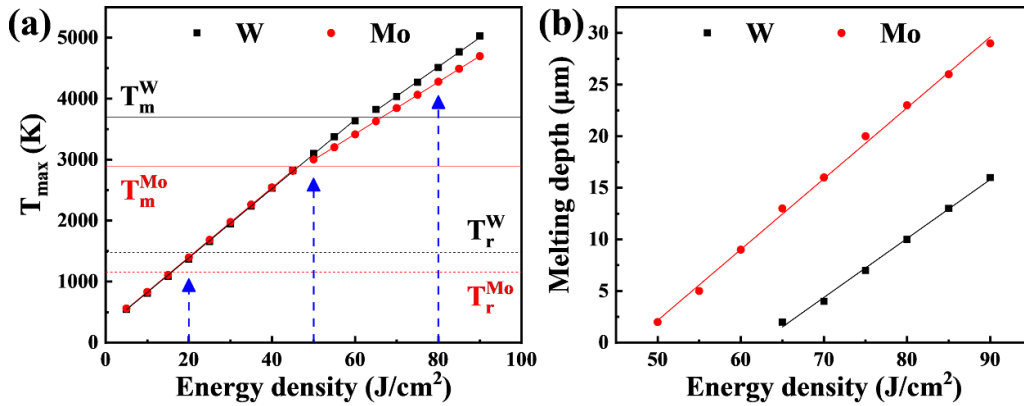 (a)
W Mo
5000
4000
3000
2000
1000
0
T_max (K)
T_m^W
T_m^Mo
T_r^W
T_r^Mo
0 20 40 60 80 100
Energy density (J/cm²)
(b)
W Mo
30
25
20
15
10
5
0
Melting depth (μm)
50 60 70 80 90
Energy density (J/cm²)